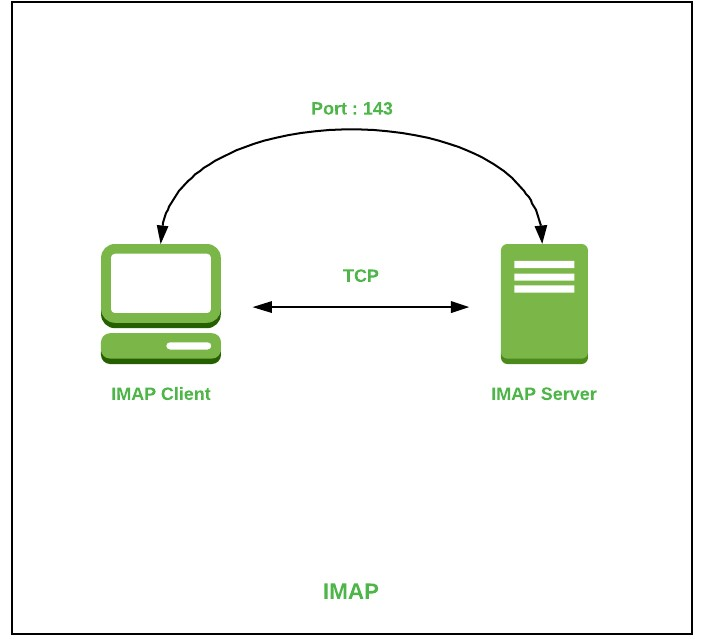 Port : 143
TCP
IMAP Client
IMAP Server
IMAP